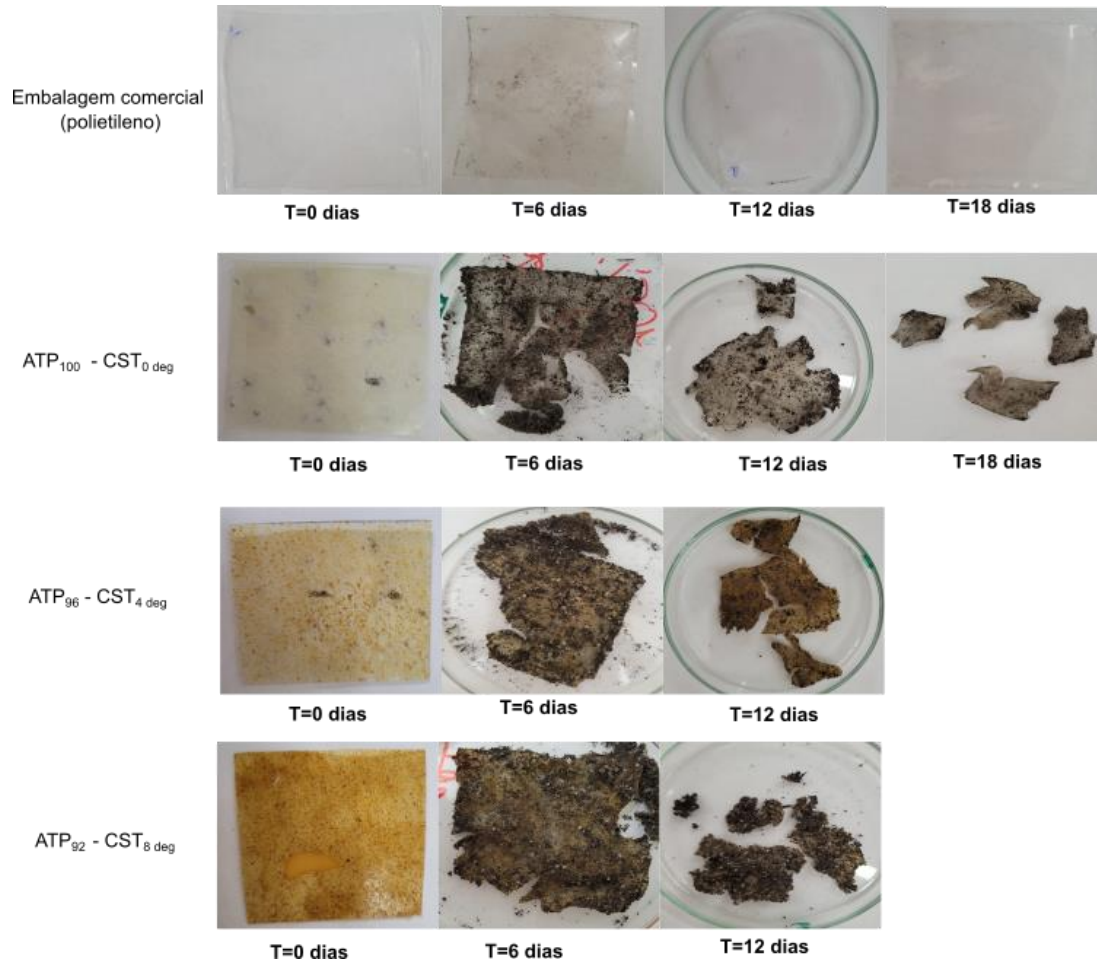 Embalagem comercial
(polietileno)
T=0 dias
T=6 dias
T=12 dias
T=18 dias
ATP100 - CST0 deg
T=0 dias
T=6 dias
T=12 dias
T=18 dias
ATP96 - CST4 deg
T=0 dias
T=6 dias
T=12 dias
ATP92 - CST8 deg
T=0 dias
T=6 dias
T=12 dias